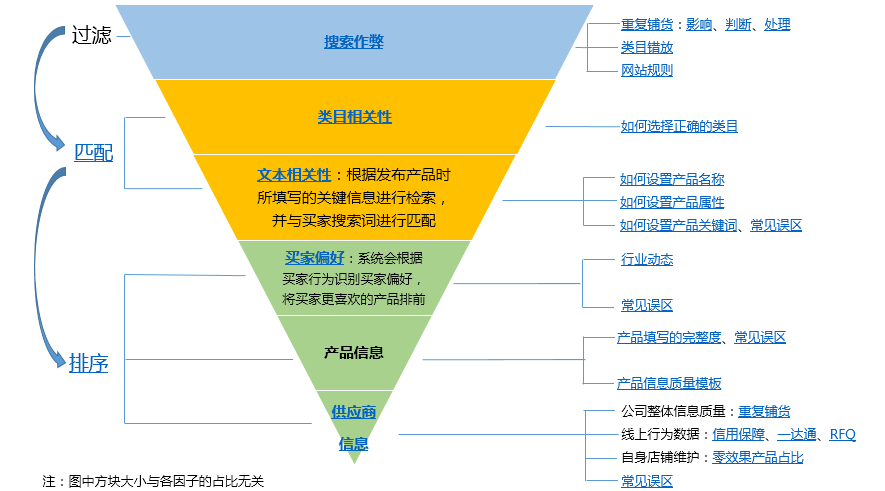 过滤
搜索作弊
重复铺货：影响、判断、处理
类目错放
网站规则
匹配
类目相关性
如何选择正确的类目
文本相关性：根据发布产品时
所填写的关键信息进行检索，
并与买家搜索词进行匹配
如何设置产品名称
如何设置产品属性
如何设置产品关键词、常见误区
排序
买家偏好：系统会根据
买家行为识别买家偏好，
将买家更喜欢的产品排前
行业动态
常见误区
产品信息
产品填写的完整度、常见误区
产品信息质量模板
供应商
信息
公司整体信息质量：重复铺货
线上行为数据：信用保障、一达通、RFQ
自身店铺维护：零效果产品占比
常见误区
注：图中方块大小与各因子的占比无关